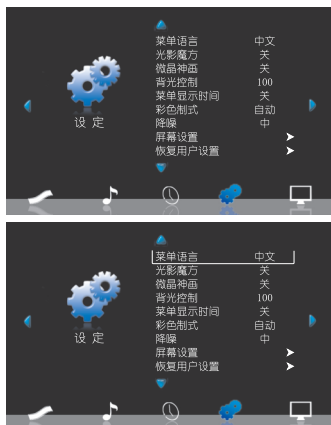 菜单语言 中文
光影魔方 关
微晶神画 关
背光控制 100
菜单显示时间 关
彩色制式 自动
降噪 中
屏幕设置
恢复用户设置
设定
菜单语言 中文
光影魔方 关
微晶神画 关
背光控制 100
菜单显示时间 关
彩色制式 自动
降噪 中
屏幕设置
恢复用户设置
设定